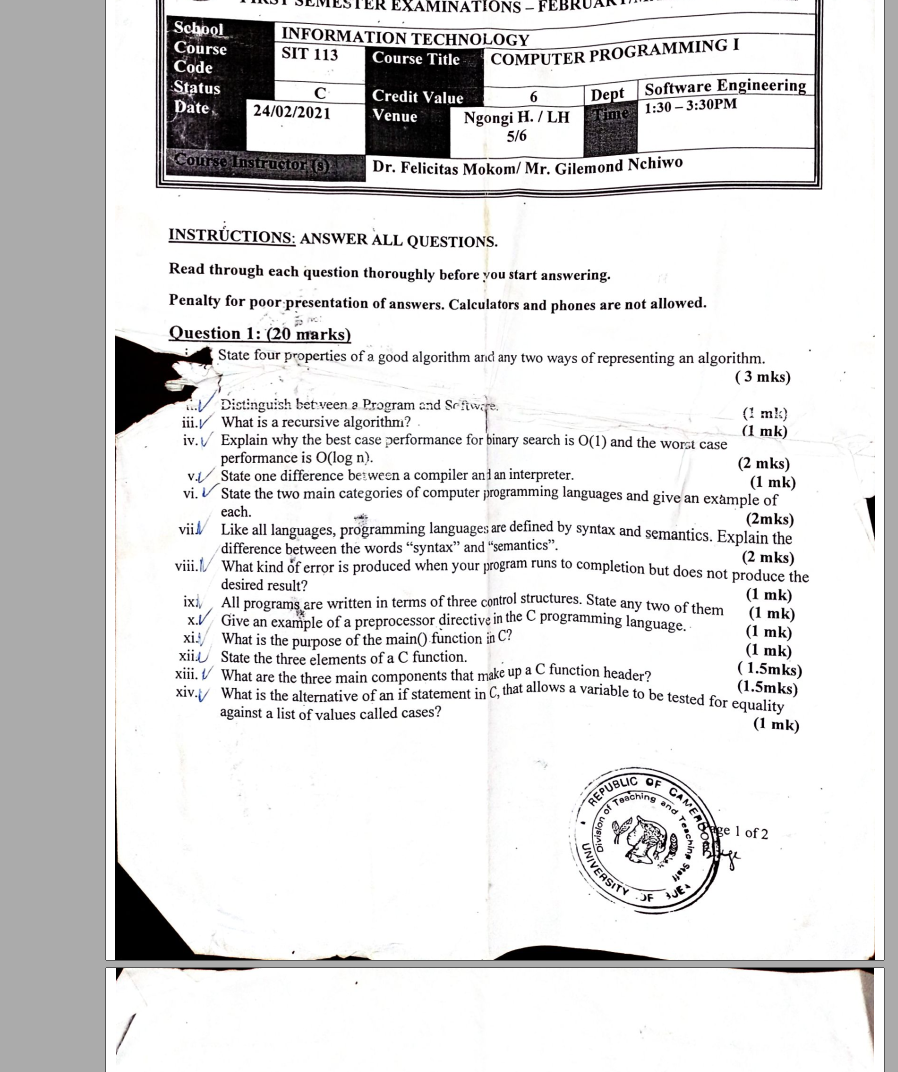 FIRST SEMESTER EXAMINATIONS – FEBRUARY
School INFORMATION TECHNOLOGY
Course Code SIT 113 Course Title COMPUTER PROGRAMMING I
Status C Credit Value 6 Dept Software Engineering
Date 24/02/2021 Venue Ngongi H. / LH 5/6 Time 1:30 – 3:30PM
Course Instructor (s) Dr. Felicitas Mokom/ Mr. Gilemond Nchiwo
INSTRUCTIONS: ANSWER ALL QUESTIONS.
Read through each question thoroughly before you start answering.
Penalty for poor presentation of answers. Calculators and phones are not allowed.
Question 1: (20 marks)
State four properties of a good algorithm and any two ways of representing an algorithm.
( 3 mks)
Distinguish between a Program and Software. (1 mk)
iii. What is a recursive algorithm? (1 mk)
iv. Explain why the best case performance for binary search is O(1) and the worst case
performance is O(log n). (2 mks)
v. State one difference between a compiler and an interpreter. (1 mk)
vi. State the two main categories of computer programming languages and give an example of
each. (2mks)
vii. Like all languages, programming languages are defined by syntax and semantics. Explain the
difference between the words “syntax” and “semantics”. (2 mks)
viii. What kind of error is produced when your program runs to completion but does not produce the
desired result? (1 mk)
ix. All programs are written in terms of three control structures. State any two of them (1 mk)
x. Give an example of a preprocessor directive in the C programming language. (1 mk)
xi. What is the purpose of the main() function in C? (1 mk)
xii. State the three elements of a C function. ( 1.5mks)
xiii. What are the three main components that make up a C function header? (1.5mks)
xiv. What is the alternative of an if statement in C, that allows a variable to be tested for equality
against a list of values called cases? (1 mk)
REPUBLIC OF CAMEROON
Division of Teaching and Teaching Staff
UNIVERSITY OF BUEA
1 of 2